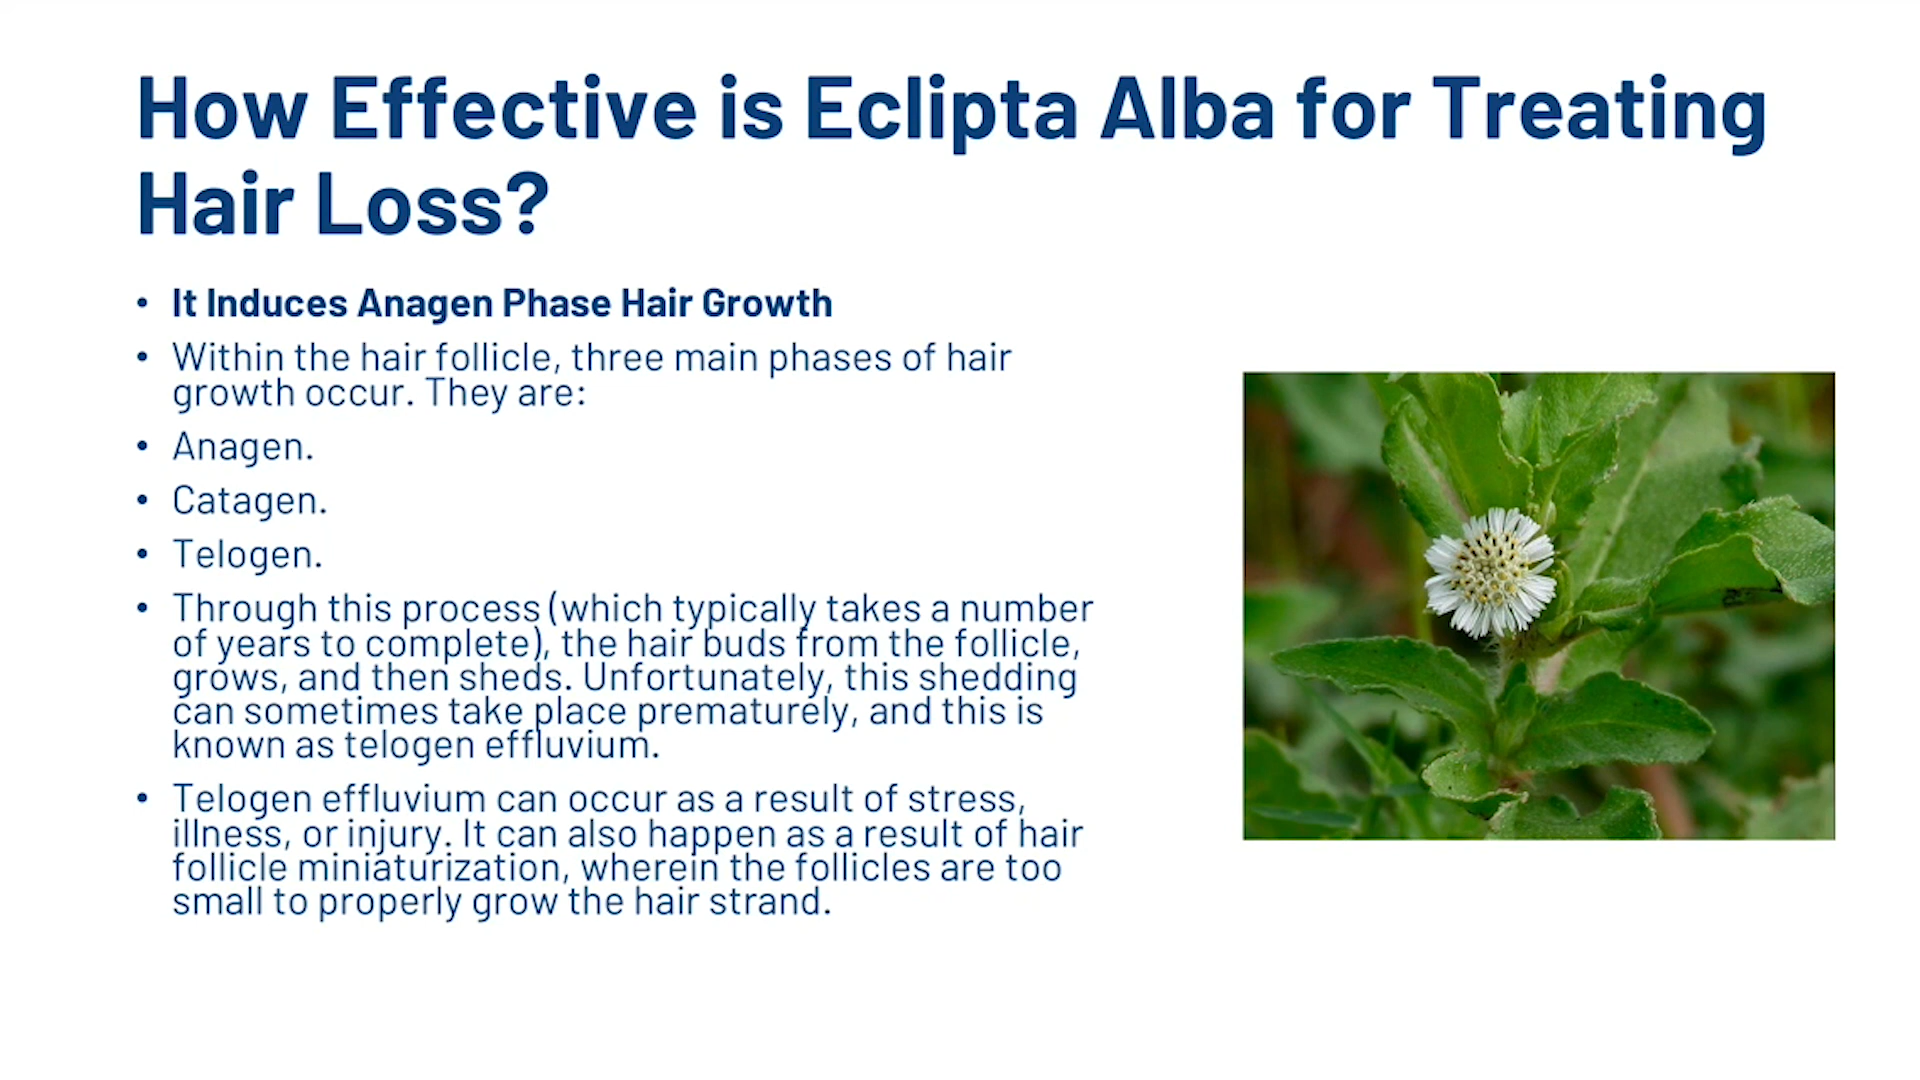 How Effective is Eclipta Alba for Treating
Hair Loss?
• It Induces Anagen Phase Hair Growth
• Within the hair follicle, three main phases of hair
growth occur. They are:
• Anagen.
• Catagen.
• Telogen.
• Through this process (which typically takes a number
of years to complete), the hair buds from the follicle,
grows, and then sheds. Unfortunately, this shedding
can sometimes take place prematurely, and this is
known as telogen effluvium.
• Telogen effluvium can occur as a result of stress,
illness, or injury. It can also happen as a result of hair
follicle miniaturization, wherein the follicles are too
small to properly grow the hair strand.